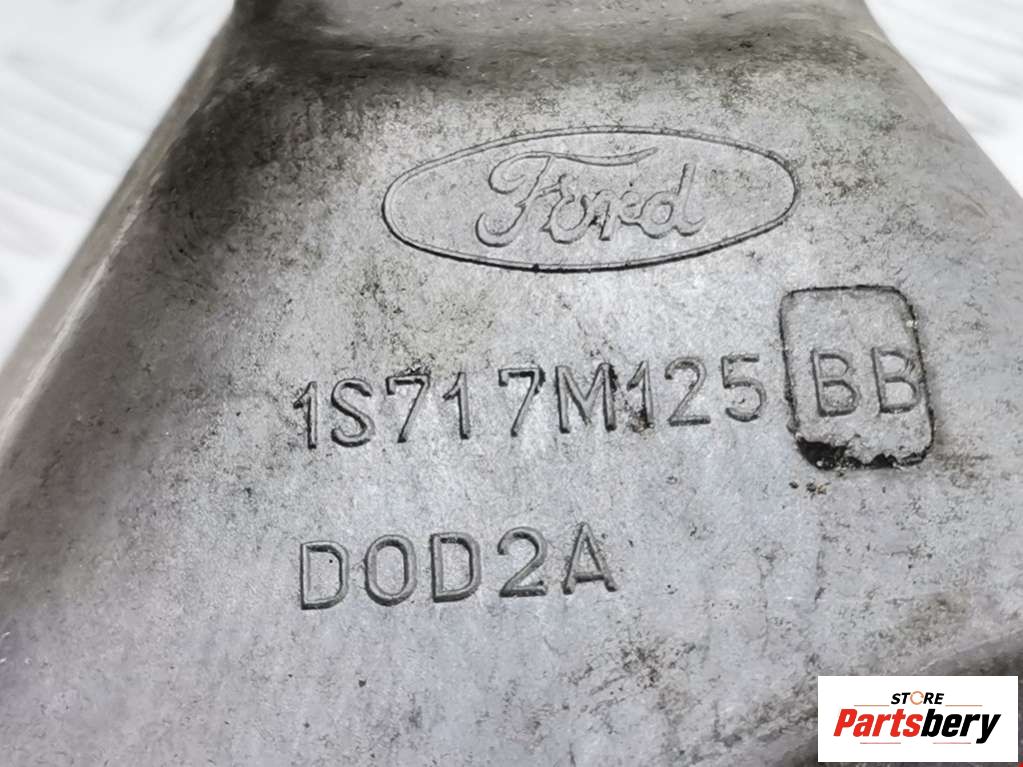 Ford
1S717M125 BB
D0D2A
STORE
Partsbery